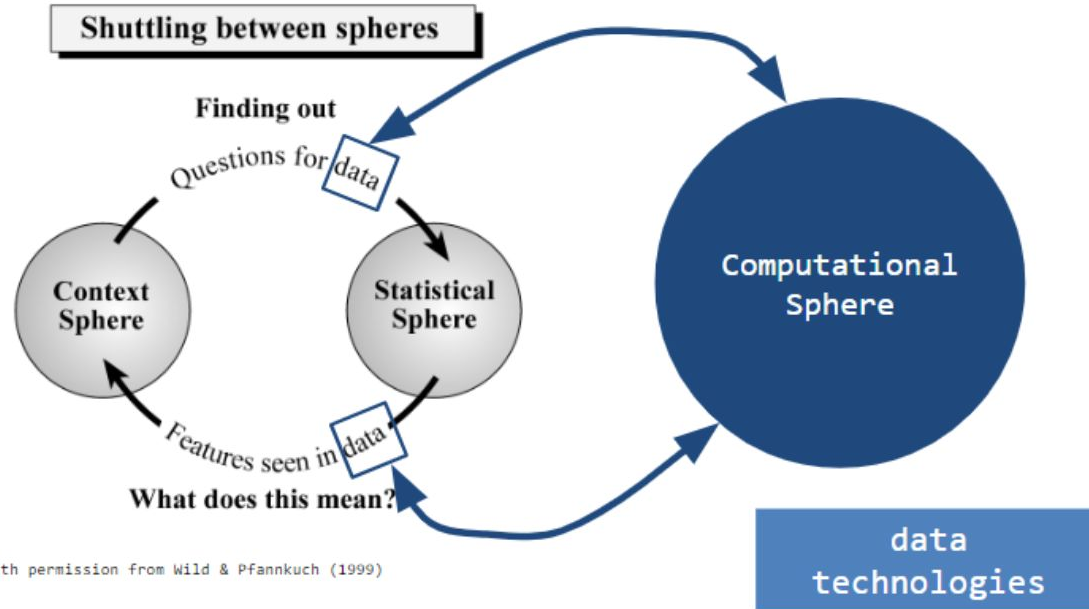 Shuttling between spheres
Finding out
Questions for data
Context
Sphere
Statistical
Sphere
Computational
Sphere
Features seen in data
What does this mean?
th permission from Wild & Pfannkuch (1999)
data
technologies